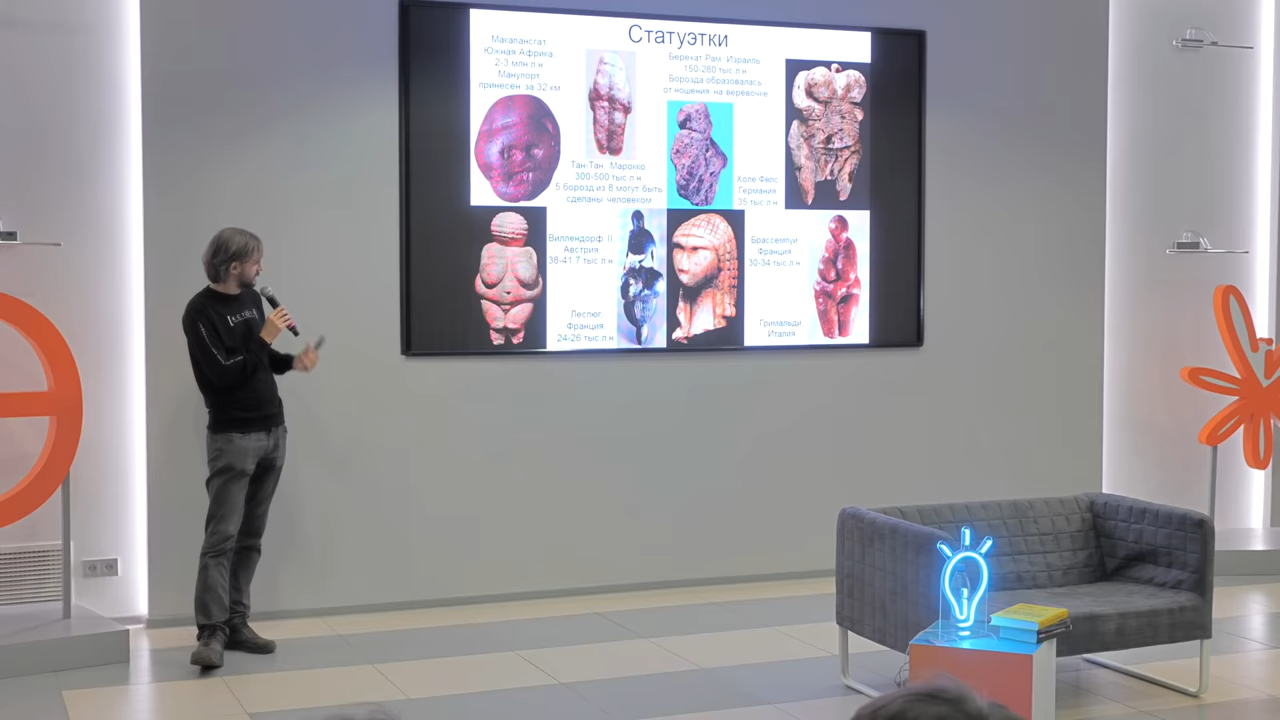 Статуэтки
Макапансгат.
Южная Африка.
2-3 млн л н
Манупорт
принесён за 32 км
Тан-Тан, Марокко.
300-500 тыс л н
5 борозд из 8 могут быть
сделаны человеком
Берекат Рам. Израиль
150-280 тыс л н
Борозда образовалась
от ношения на верёвочке
Холе Фелс
Германия
35 тыс л н
Виллендорф II
Австрия.
38-41.7 тыс л н
Леспюг.
Франция.
24-26 тыс л н
Брассемпуи
Франция.
30-34 тыс л н
Гримальди.
Италия